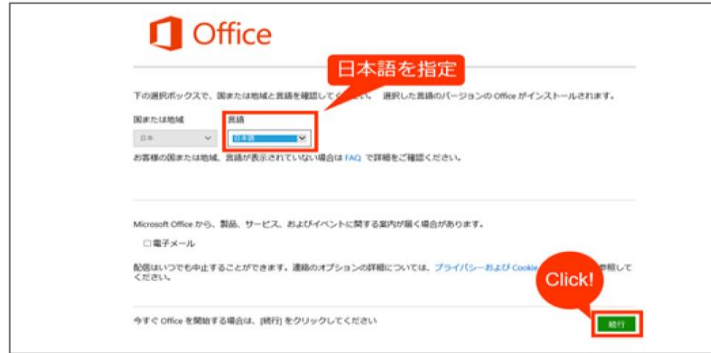 Office
日本語を指定
下の選択ボックスで、国または地域と言語を確認してください。 選択した言語のバージョンの Office がインストールされます。
国または地域 言語
日本 日本語
お客様の国または地域、言語が表示されていない場合は FAQ で詳細をご確認ください。
Microsoft Office から、製品、サービス、およびイベントに関する案内が届く場合があります。
電子メール
配信はいつでも中止することができます。連絡のオプションの詳細については、プライバシーおよび Cookie 参照して
ください。
Click!
今すぐ Office を開始する場合は、[続行] をクリックしてください
続行